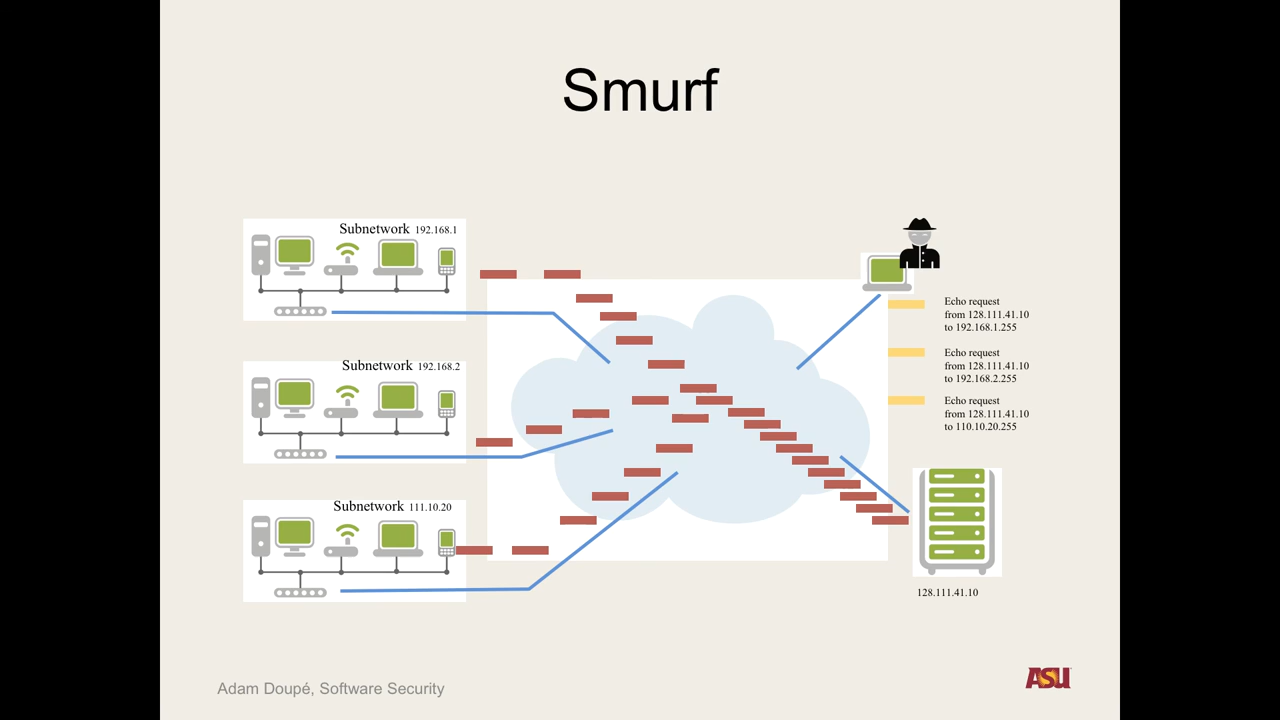 Smurf
Subnetwork 192.168.1
Subnetwork 192.168.2
Subnetwork 111.10.20
Echo request
from 128.111.41.10
to 192.168.1.255
Echo request
from 128.111.41.10
to 192.168.2.255
Echo request
from 128.111.41.10
to 110.10.20.255
128.111.41.10
Adam Doupé, Software Security
ASU